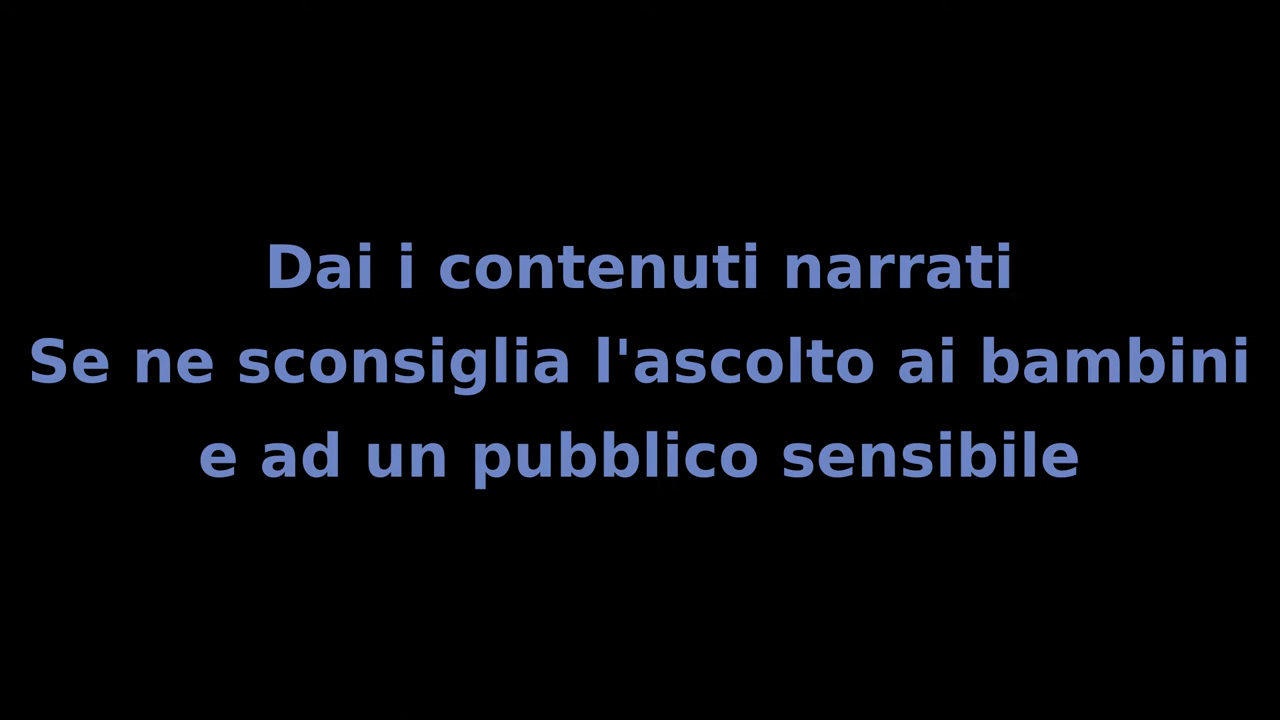 Dai i contenuti narrati
Se ne sconsiglia l'ascolto ai bambini
e ad un pubblico sensibile